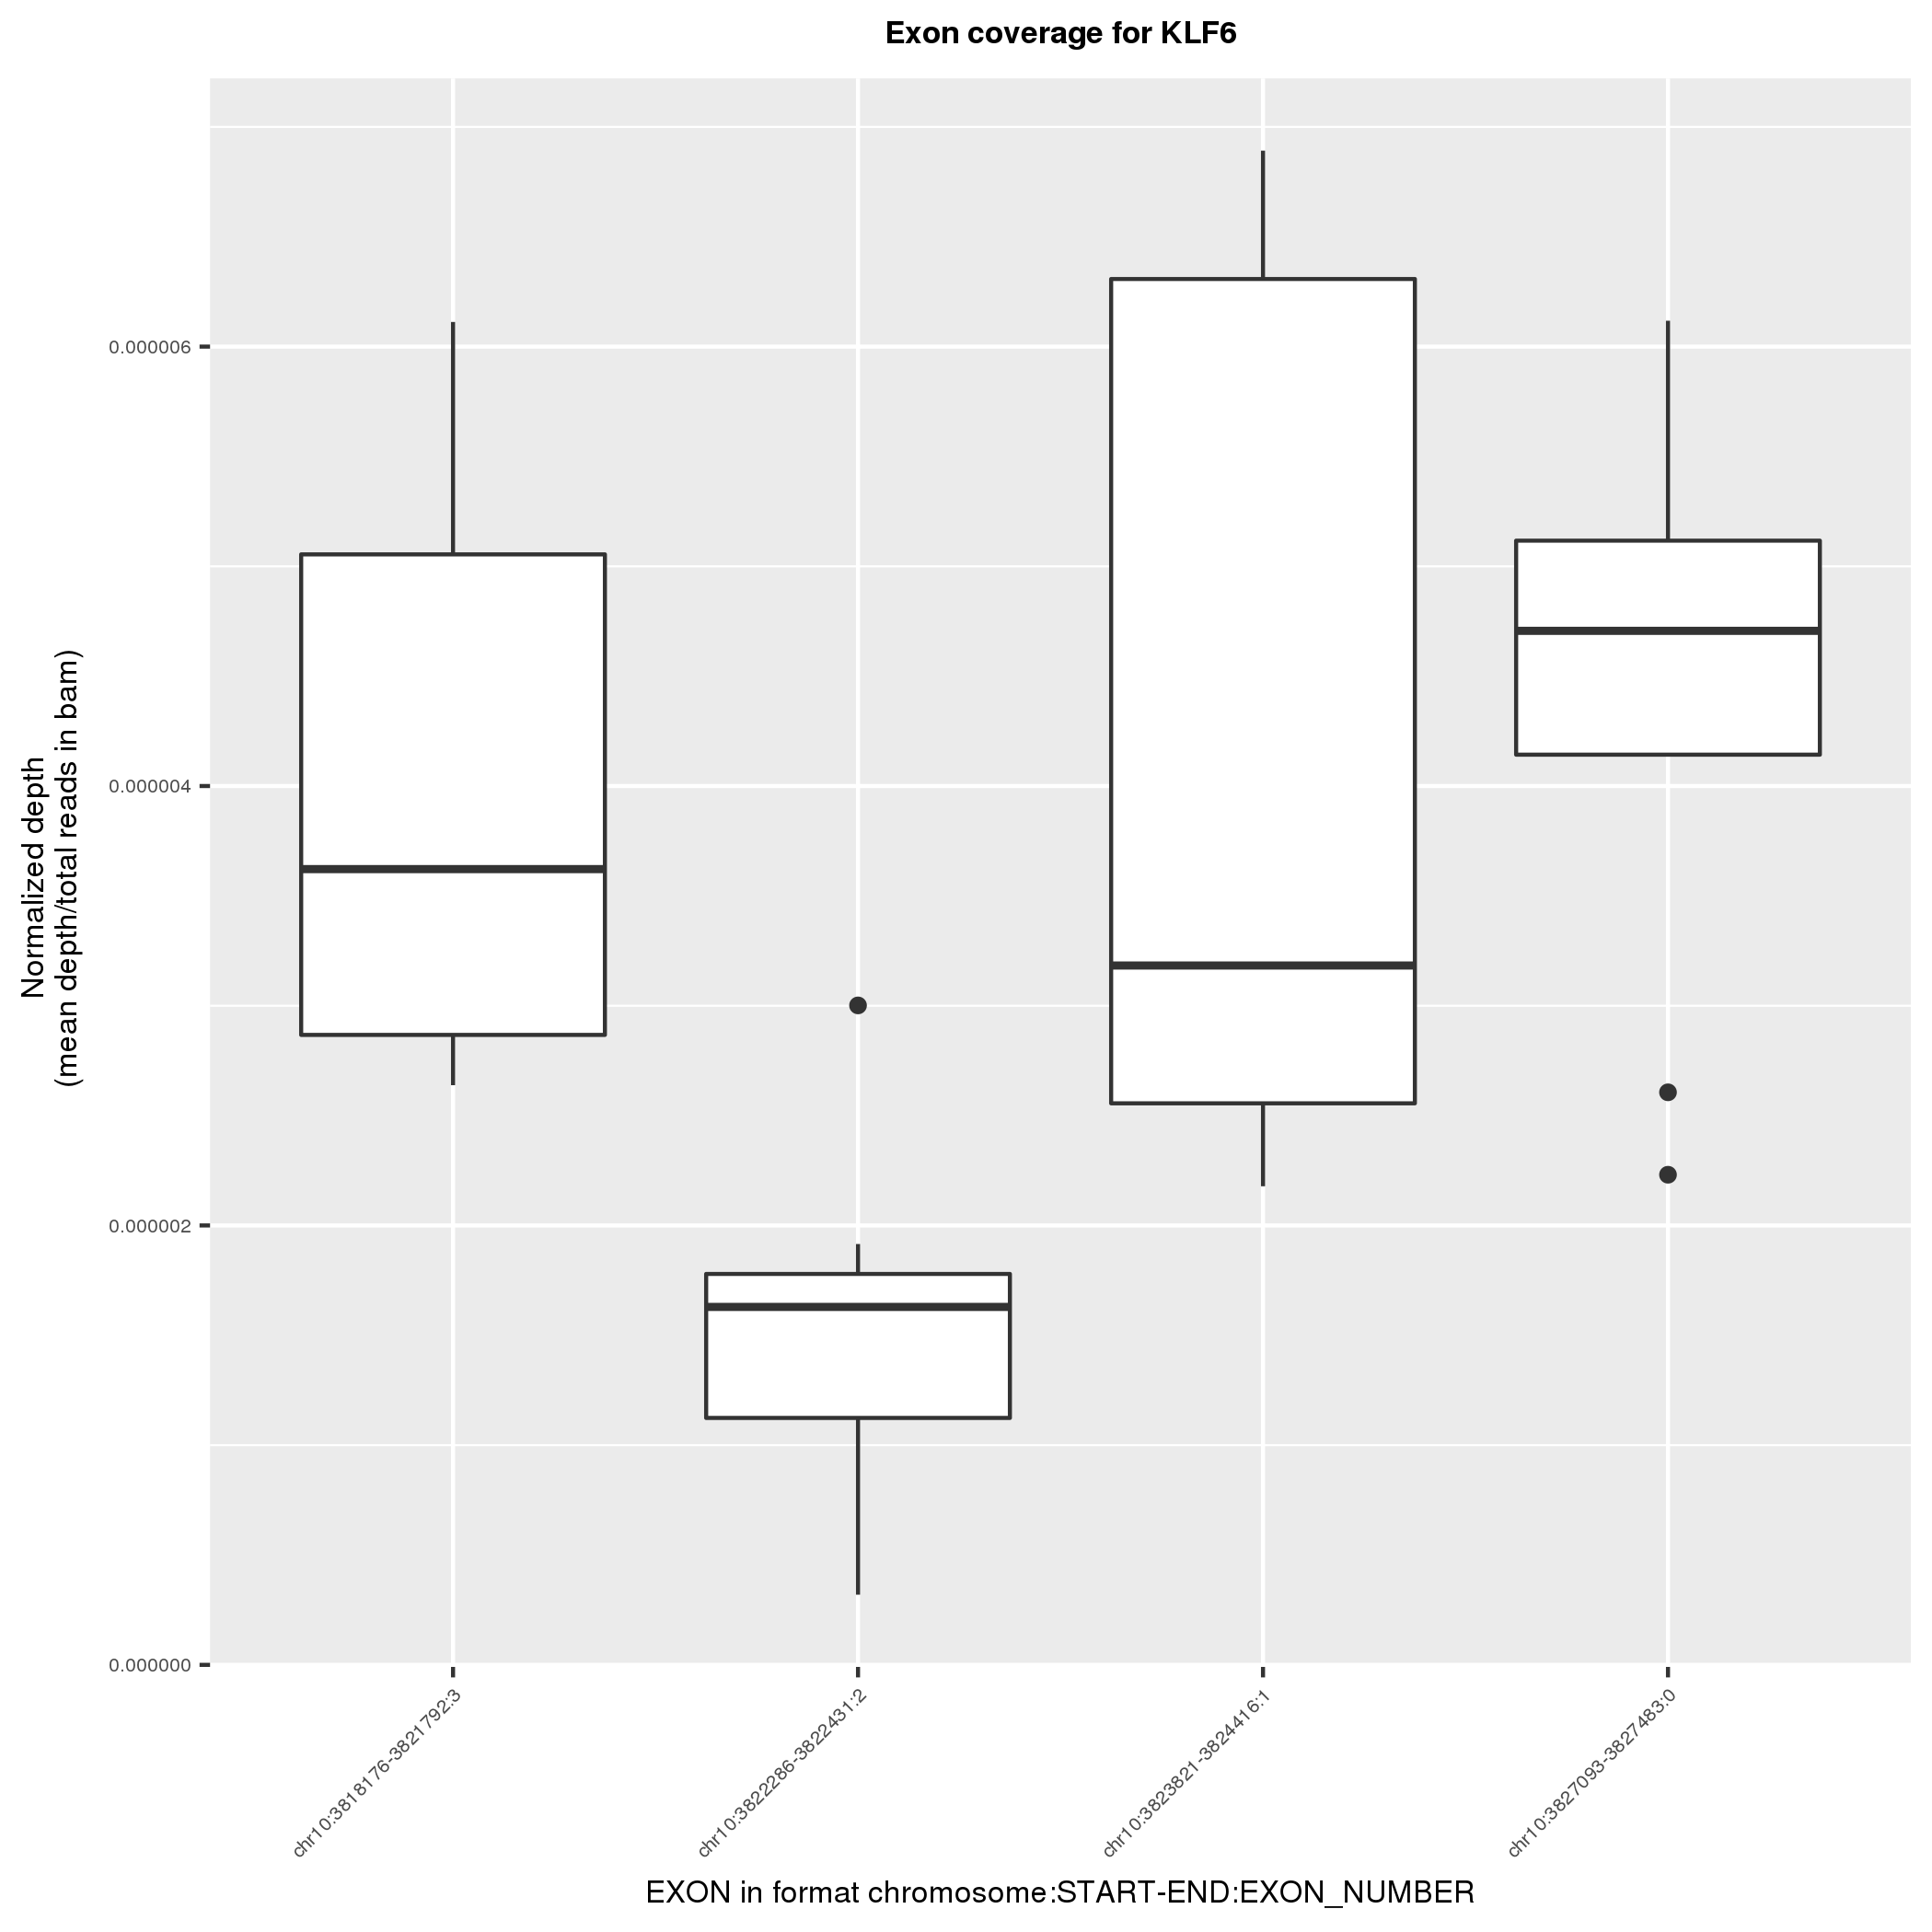 Exon coverage for KLF6
Normalized depth
(mean depth/total reads in bam)
0.000006
0.000004
0.000002
0.000000
chr10:3818176-3821792:3
chr10:3822286-3822431:2
chr10:3823821-3824416:1
chr10:3827093-3827483:0
EXON in format chromosome:START-END:EXON_NUMBER